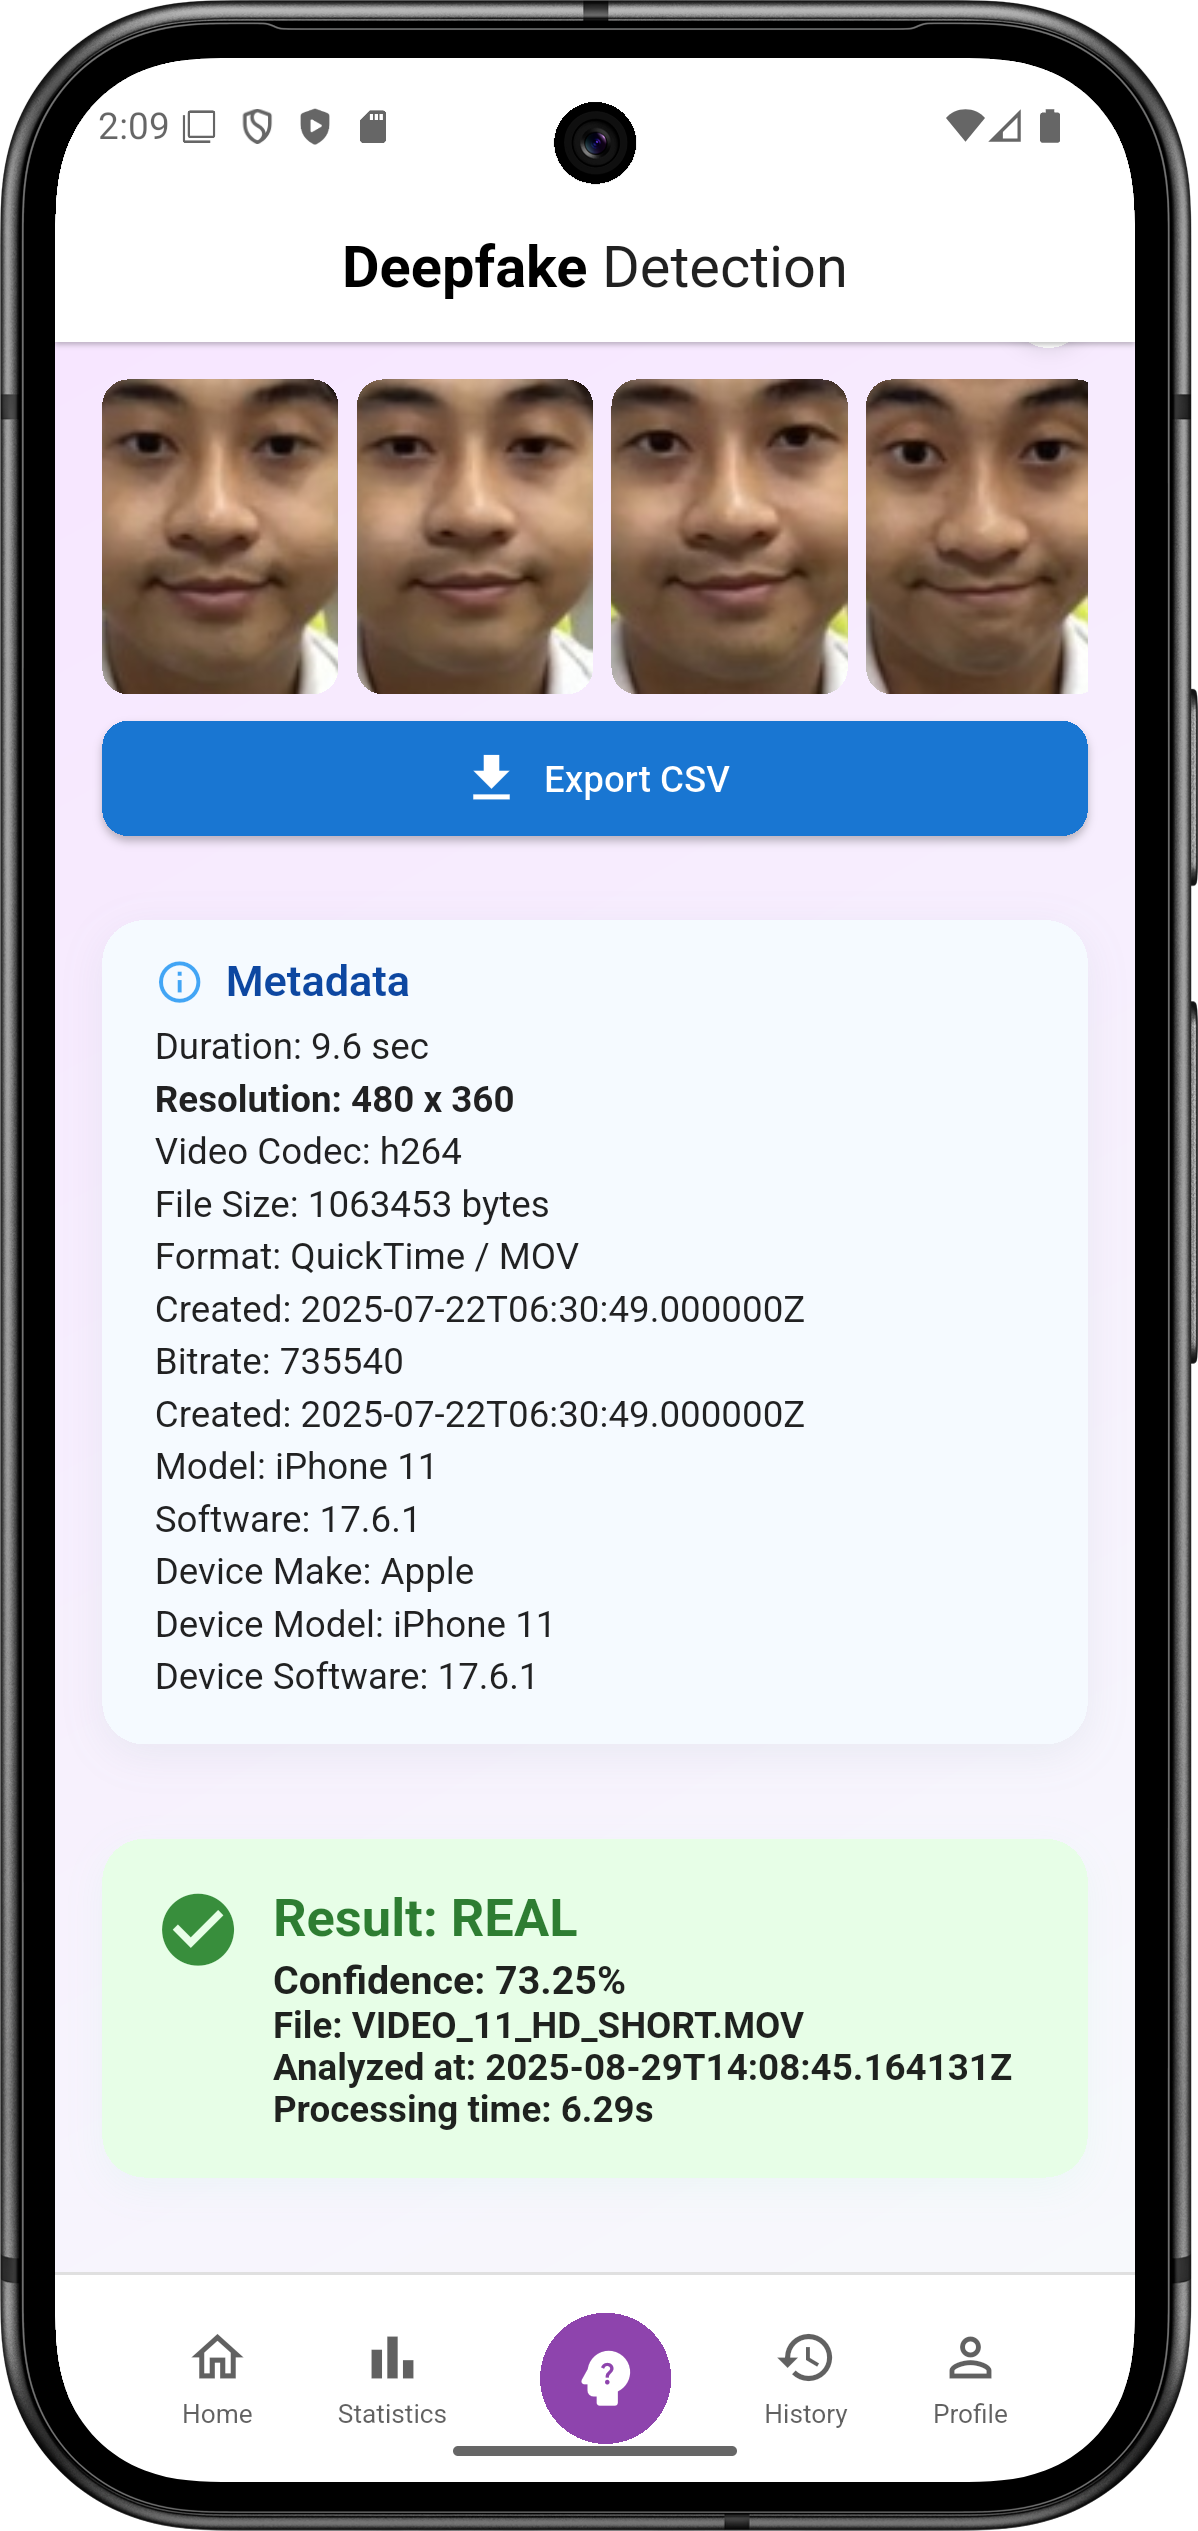 2:09
Deepfake Detection
Export CSV
Metadata
Duration: 9.6 sec
Resolution: 480 x 360
Video Codec: h264
File Size: 1063453 bytes
Format: QuickTime / MOV
Created: 2025-07-22T06:30:49.000000Z
Bitrate: 735540
Created: 2025-07-22T06:30:49.000000Z
Model: iPhone 11
Software: 17.6.1
Device Make: Apple
Device Model: iPhone 11
Device Software: 17.6.1
Result: REAL
Confidence: 73.25%
File: VIDEO_11_HD_SHORT.MOV
Analyzed at: 2025-08-29T14:08:45.164131Z
Processing time: 6.29s
Home Statistics ? History Profile